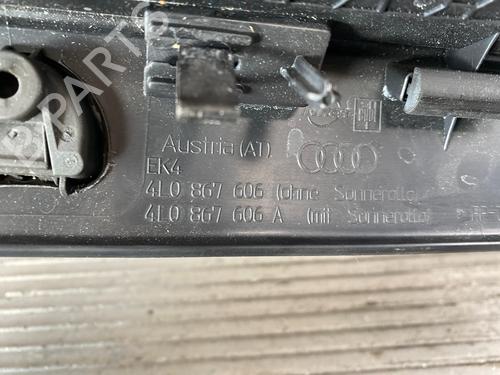 Austria (AT)
EK4
4L0 867 606 (ohne Sonnerollo)
4L0 867 606 A (mit Sonnerollo)